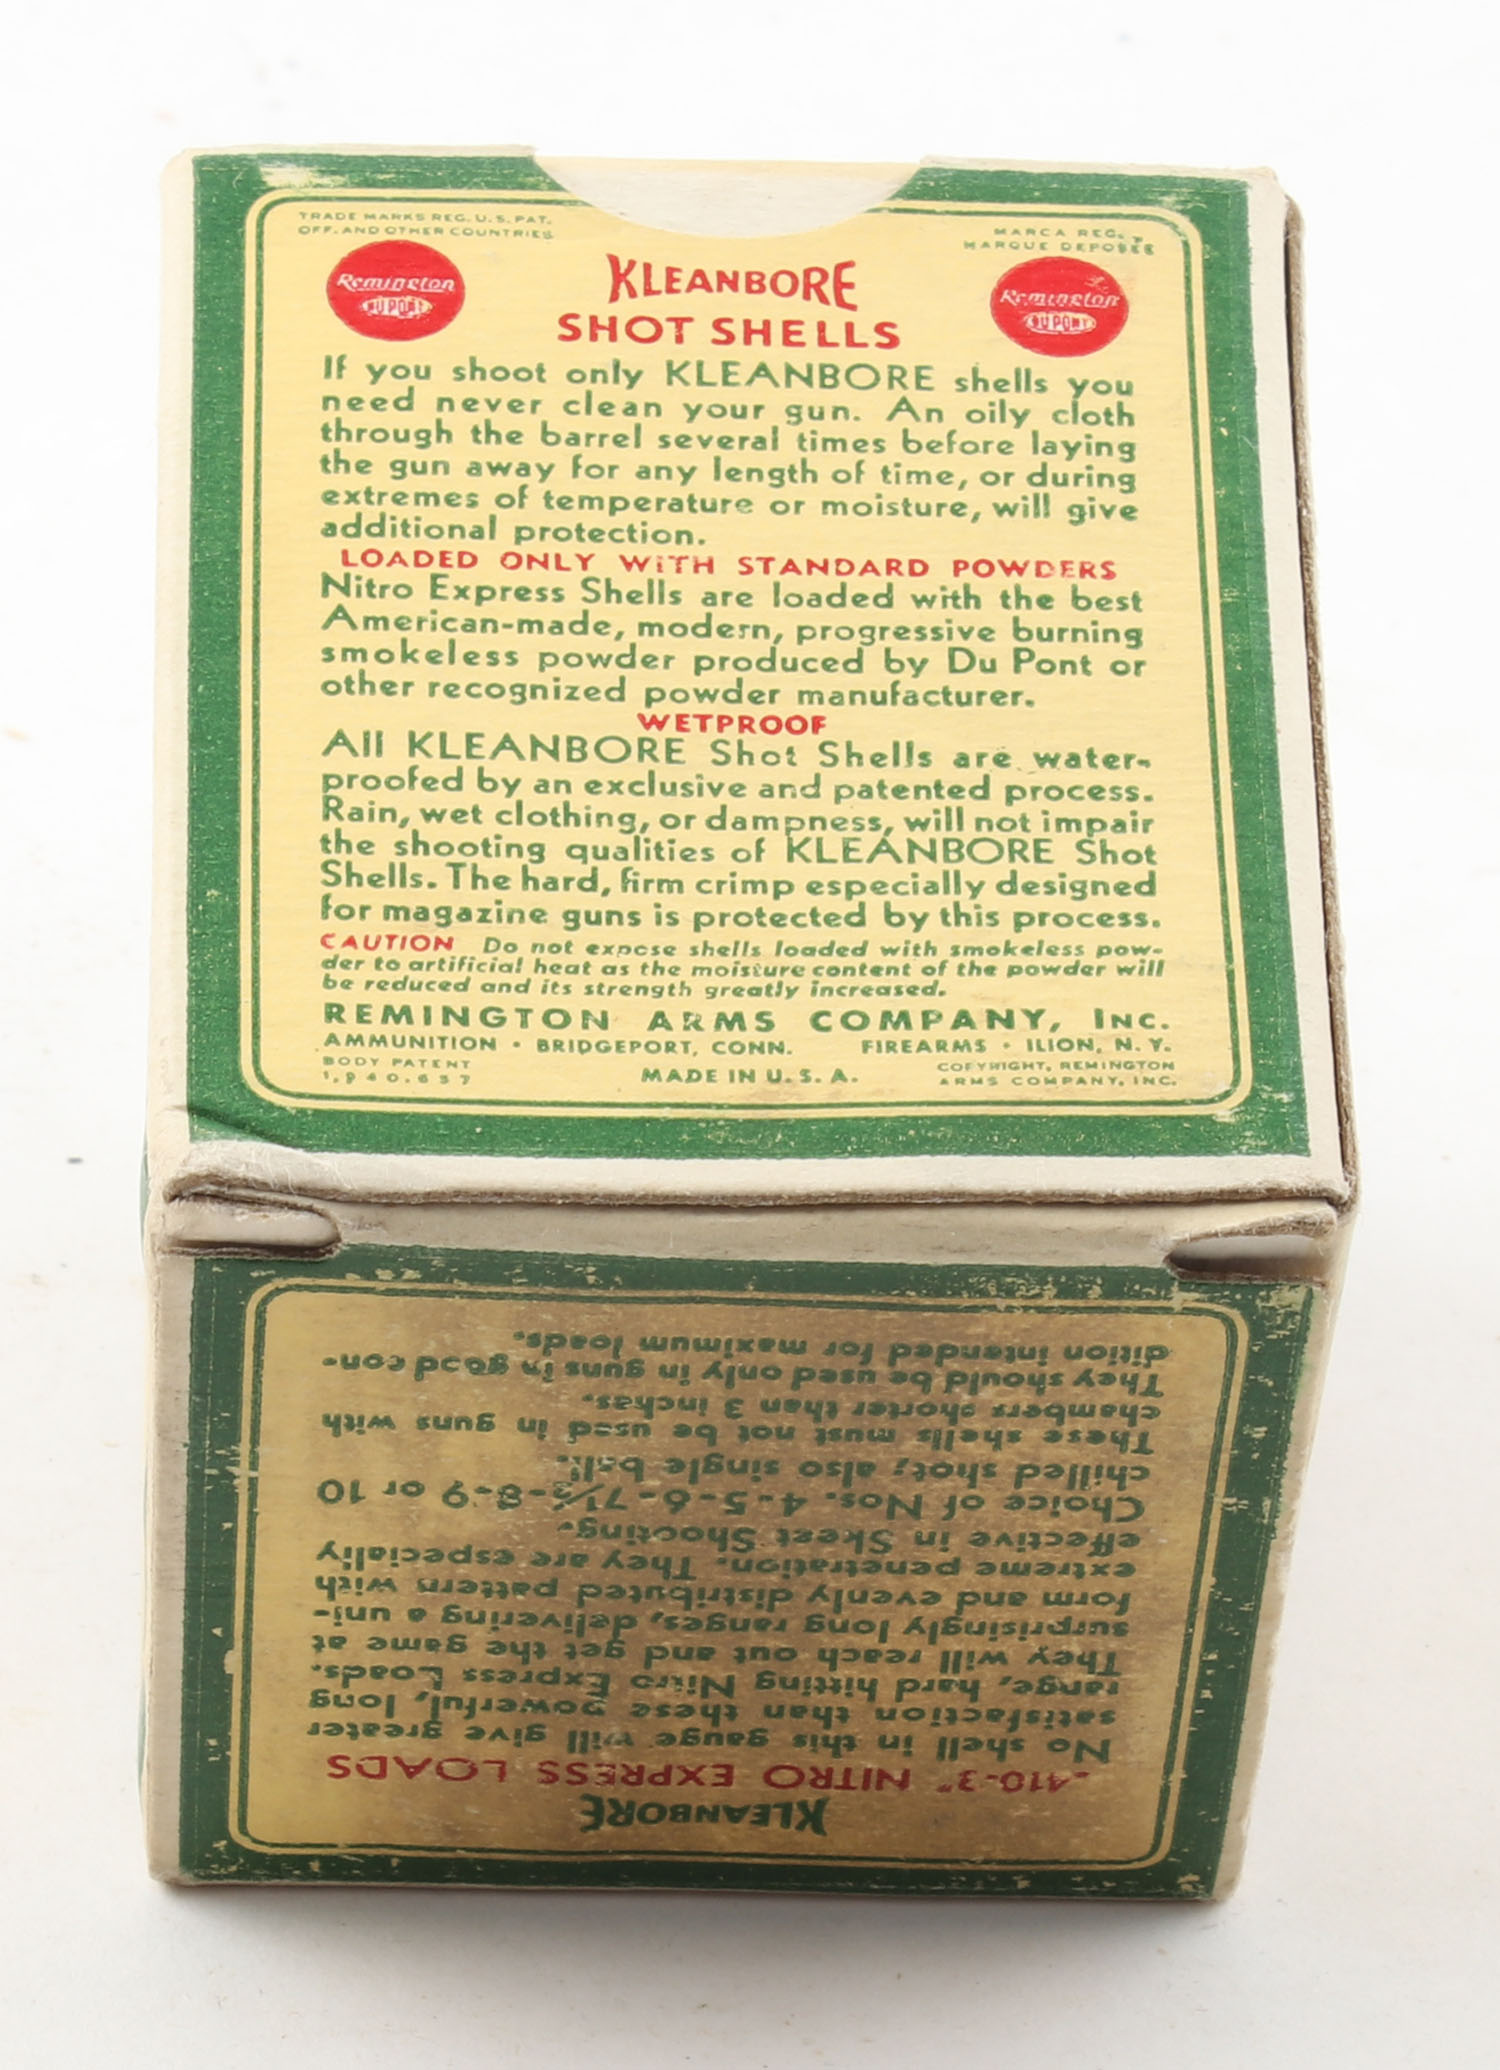 TRADE MARKS REG. U. S. PAT.
OFF. AND OTHER COUNTRIES
MARCA REG.
MARQUE DEPOSÉE
Remington
DU PONT
Remington
DU PONT
KLEANBORE
SHOT SHELLS
If you shoot only KLEANBORE shells you
need never clean your gun. An oily cloth
through the barrel several times before laying
the gun away for any length of time, or during
extremes of temperature or moisture, will give
additional protection.
LOADED ONLY WITH STANDARD POWDERS
Nitro Express Shells are loaded with the best
American-made, modern, progressive burning
smokeless powder produced by Du Pont or
other recognized powder manufacturer.
WETPROOF
All KLEANBORE Shot Shells are water-
proofed by an exclusive and patented process.
Rain, wet clothing, or dampness, will not impair
the shooting qualities of KLEANBORE Shot
Shells. The hard, firm crimp especially designed
for magazine guns is protected by this process.
CAUTION Do not expose shells loaded with smokeless pow-
der to artificial heat as the moisture content of the powder will
be reduced and its strength greatly increased.
REMINGTON ARMS COMPANY, INC.
AMMUNITION • BRIDGEPORT, CONN. FIREARMS • ILION, N. Y.
BODY PATENT
1,940,657
MADE IN U. S. A.
COPYRIGHT, REMINGTON
ARMS COMPANY, INC.
KLEANBORE
.410-3" NITRO EXPRESS LOADS
No shell in this gauge will give greater
satisfaction than these powerful, long
range, hard hitting Nitro Express Loads.
They will reach out and get the game at
surprisingly long ranges, delivering a uni-
form and evenly distributed pattern with
extreme penetration. They are especially
effective in Skeet Shooting.
Choice of Nos. 4-5-6-7½-8-9 or 10
chilled shot; also single ball.
These shells must not be used in guns with
chambers shorter than 3 inches.
They should be used only in guns in good con-
dition intended for maximum loads.